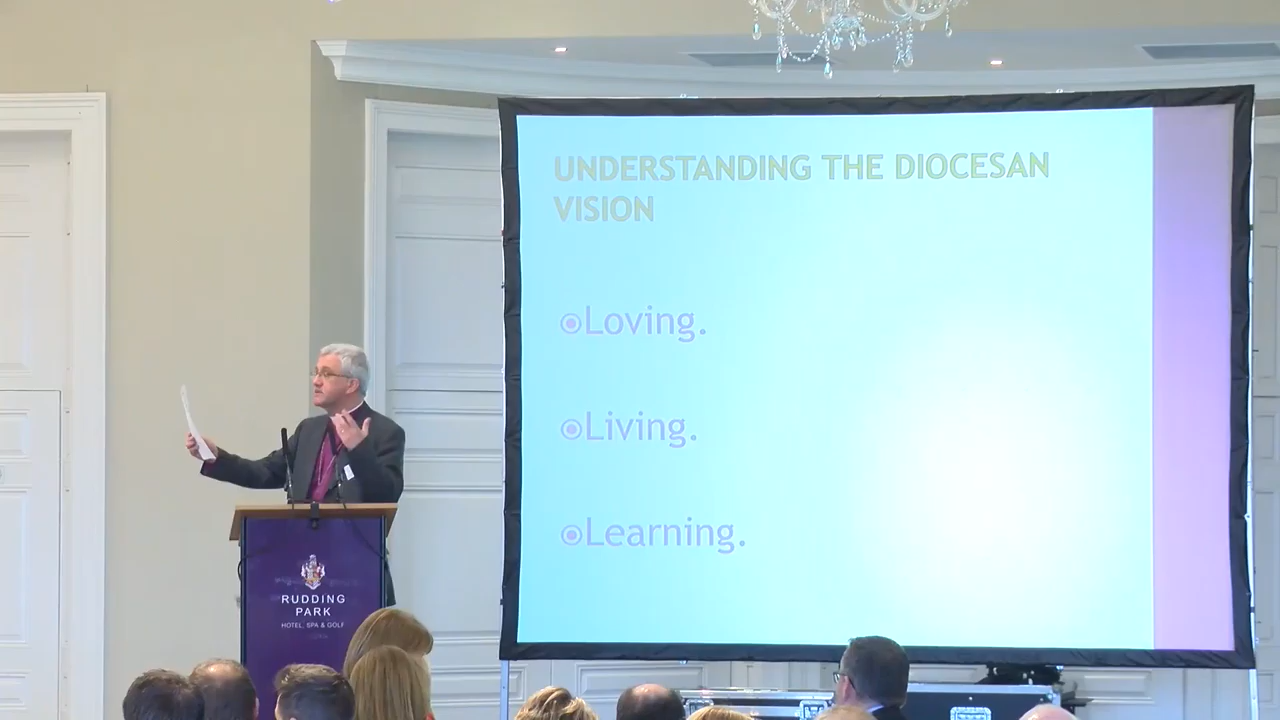 UNDERSTANDING THE DIOCESAN
VISION
Loving.
Living.
Learning.
RUDDING
PARK
HOTEL, SPA & GOLF